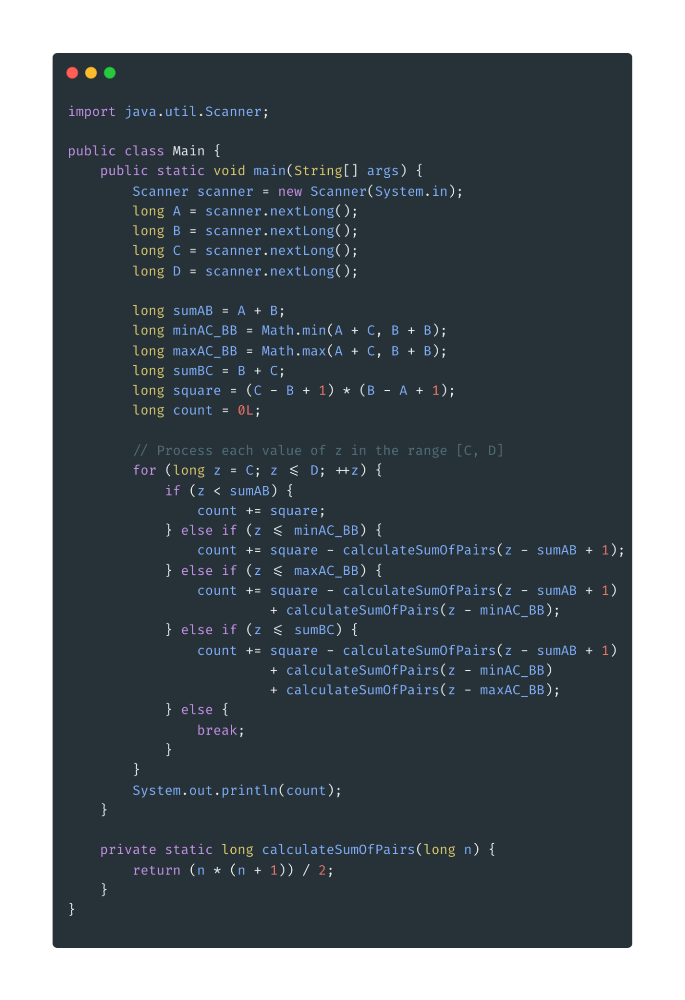 import java.util.Scanner;

public class Main {
    public static void main(String[] args) {
        Scanner scanner = new Scanner(System.in);
        long A = scanner.nextLong();
        long B = scanner.nextLong();
        long C = scanner.nextLong();
        long D = scanner.nextLong();

        long sumAB = A + B;
        long minAC_BB = Math.min(A + C, B + B);
        long maxAC_BB = Math.max(A + C, B + B);
        long sumBC = B + C;
        long square = (C - B + 1) * (B - A + 1);
        long count = 0L;

        // Process each value of z in the range [C, D]
        for (long z = C; z <= D; ++z) {
            if (z < sumAB) {
                count += square;
            } else if (z <= minAC_BB) {
                count += square - calculateSumOfPairs(z - sumAB + 1);
            } else if (z <= maxAC_BB) {
                count += square - calculateSumOfPairs(z - sumAB + 1)
                         + calculateSumOfPairs(z - minAC_BB);
            } else if (z <= sumBC) {
                count += square - calculateSumOfPairs(z - sumAB + 1)
                         + calculateSumOfPairs(z - minAC_BB)
                         + calculateSumOfPairs(z - maxAC_BB);
            } else {
                break;
            }
        }
        System.out.println(count);
    }

    private static long calculateSumOfPairs(long n) {
        return (n * (n + 1)) / 2;
    }
}